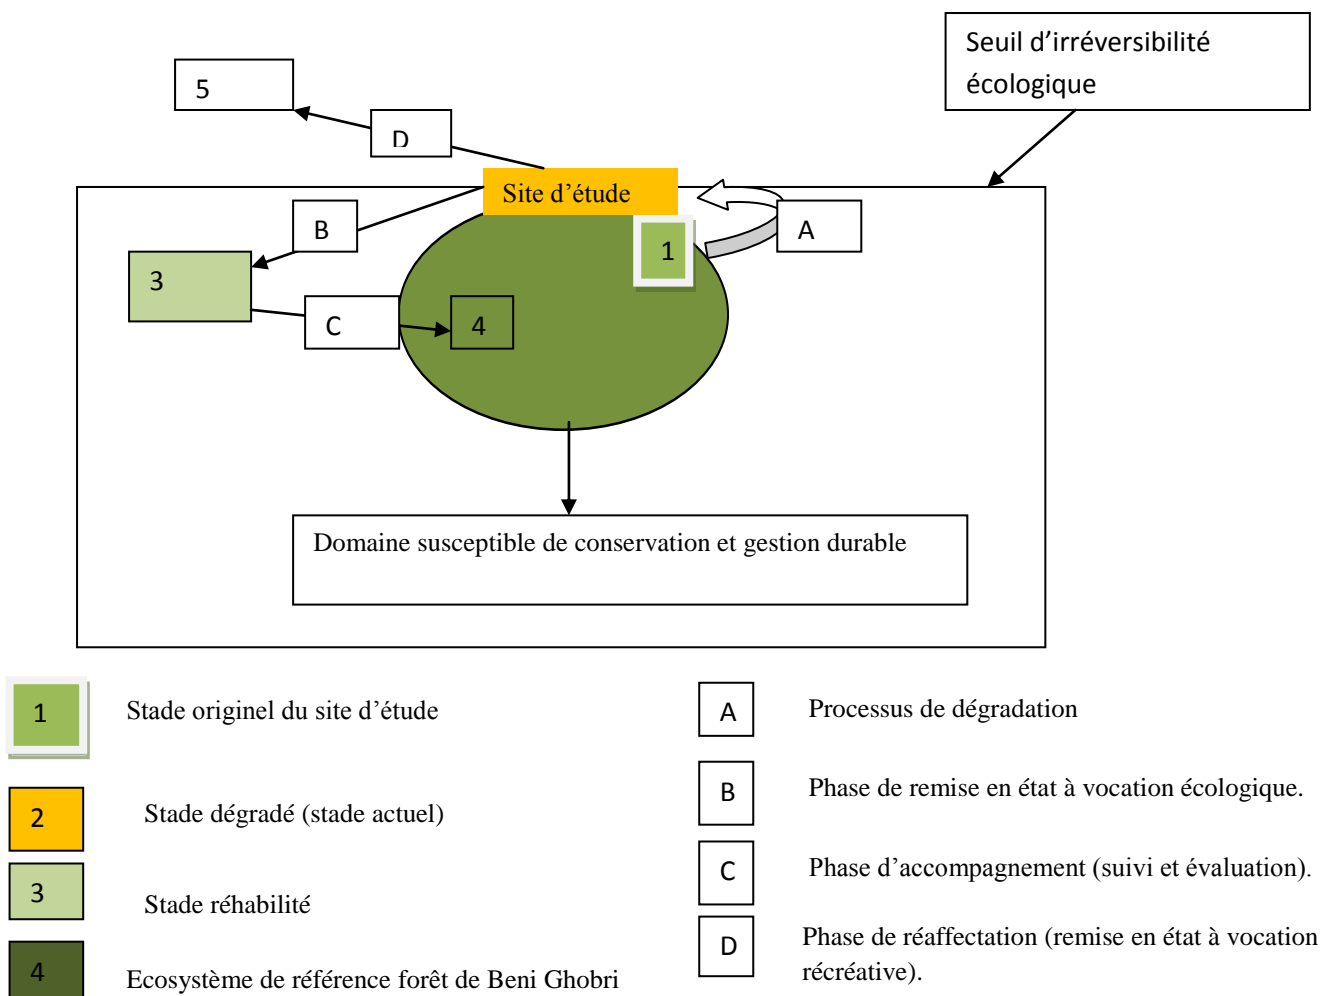 Seuil d’irréversibilité
écologique
5
D
Site d’étude
B
1
A
3
C
4
Domaine susceptible de conservation et gestion durable
1
Stade originel du site d’étude
A
Processus de dégradation
B
Phase de remise en état à vocation écologique.
2
Stade dégradé (stade actuel)
C
Phase d’accompagnement (suivi et évaluation).
3
Stade réhabilité
D
Phase de réaffectation (remise en état à vocation
récréative).
4
Ecosystème de référence forêt de Beni Ghobri